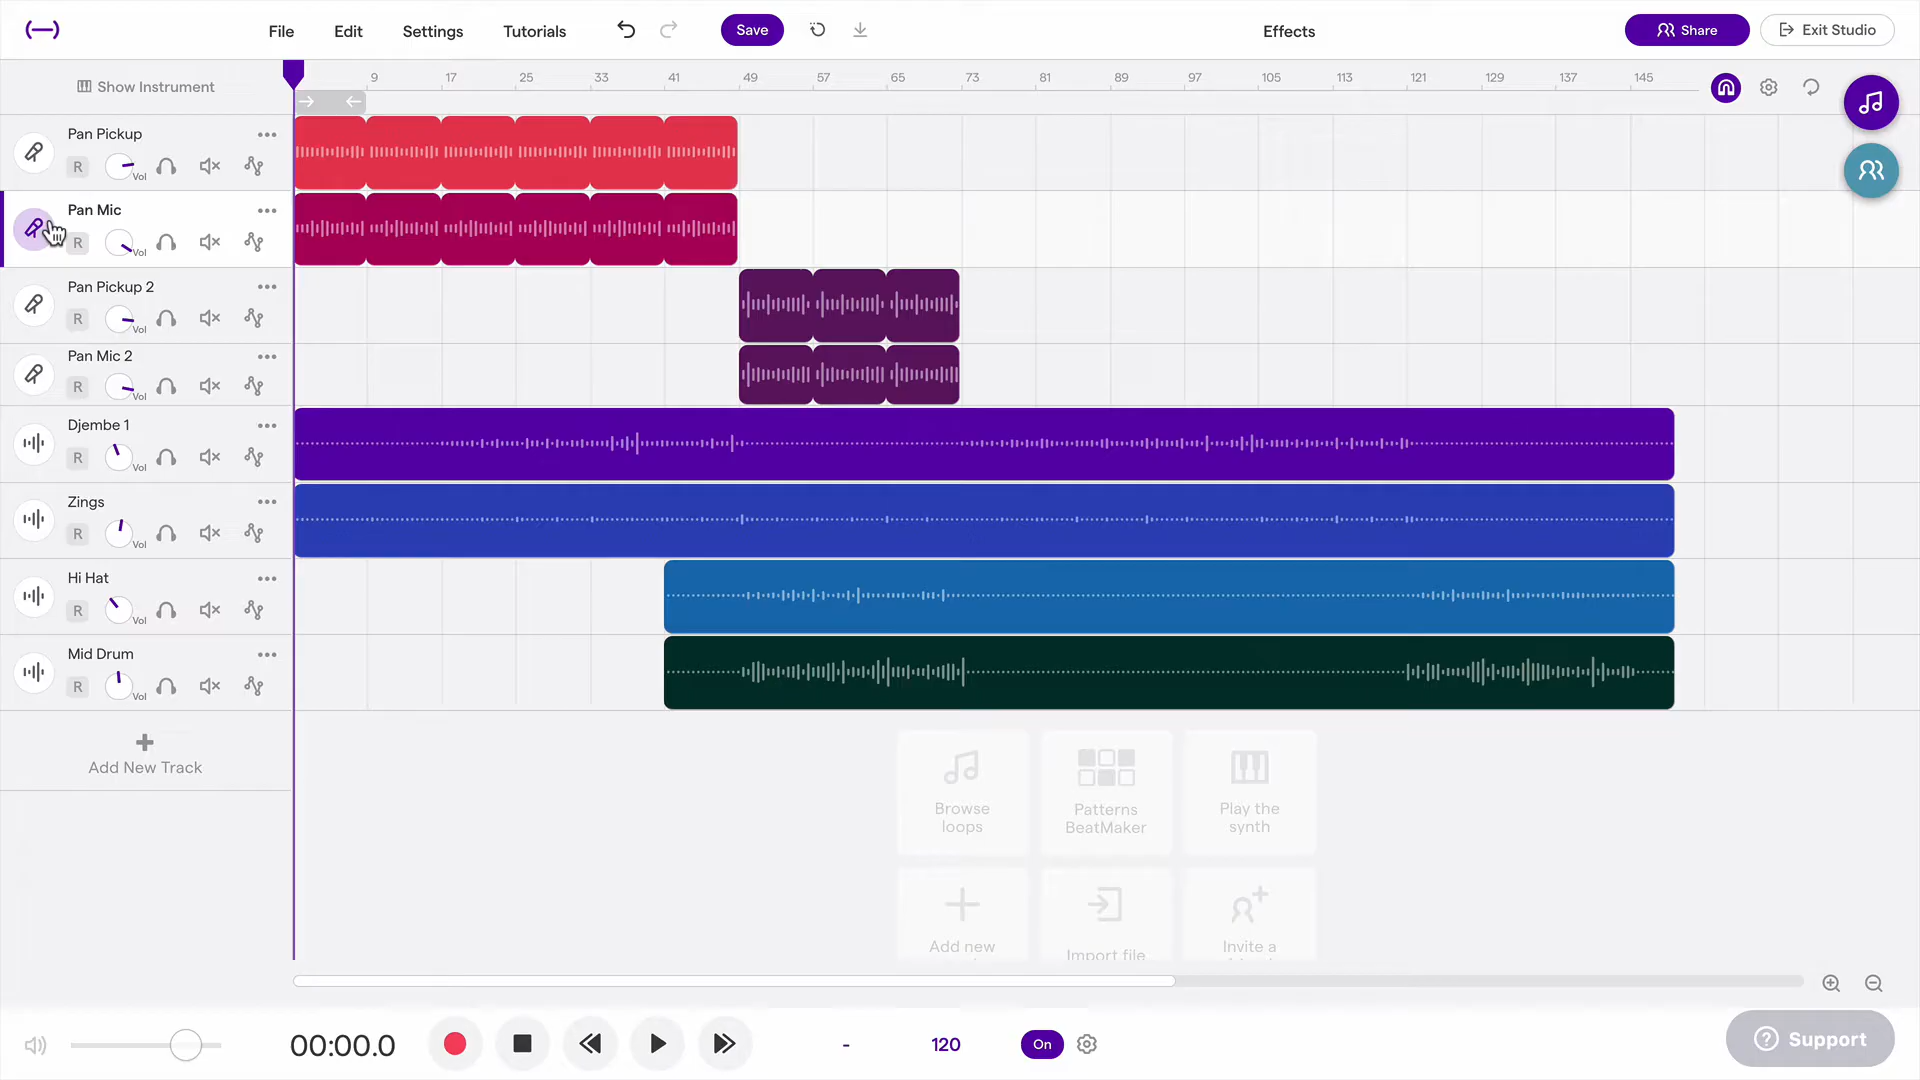 File
Edit
Settings
Tutorials
Save
Effects
Share
Exit Studio
Show Instrument
9 17 25 33 41 49 57 65 73 81 89 97 105 113 121 129 137 145
Pan Pickup
R Vol
Pan Mic
R Vol
Pan Pickup 2
R Vol
Pan Mic 2
R Vol
Djembe 1
R Vol
Zings
R Vol
Hi Hat
R Vol
Mid Drum
R Vol
Add New Track
Browse
loops
Patterns
BeatMaker
Play the
synth
Add new
Import file
Invite a
00:00.0
-
120
On
Support